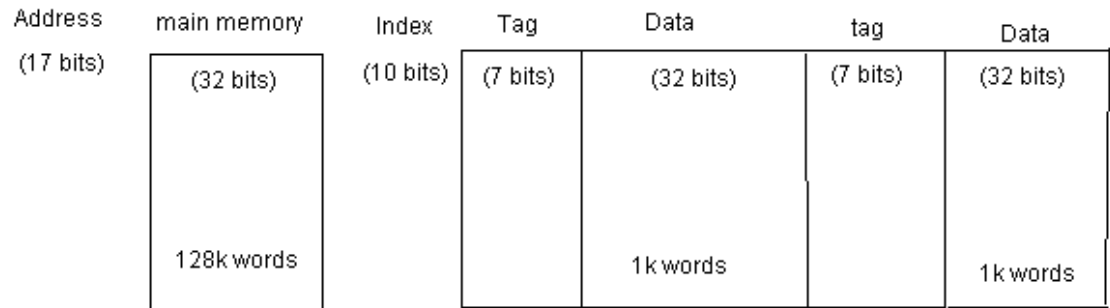 Address main memory Index Tag Data tag Data
(17 bits) (32 bits) (10 bits) (7 bits) (32 bits) (7 bits) (32 bits)
128k words 1k words 1k words